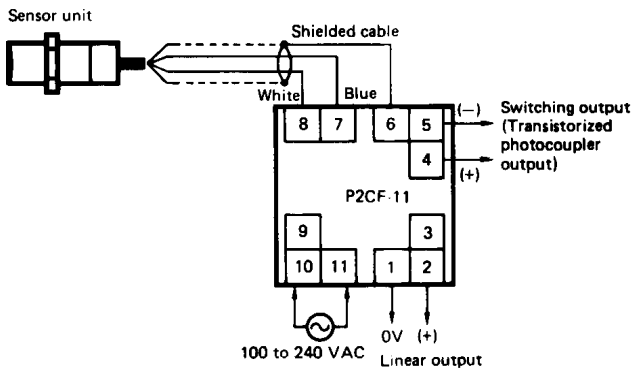 Sensor unit
Shielded cable
White
Blue
8
7
6
5
(−)
Switching output
(Transistorized
photocoupler
output)
4
(+)
P2CF-11
9
3
10
11
1
2
0V
(+)
100 to 240 VAC
Linear output